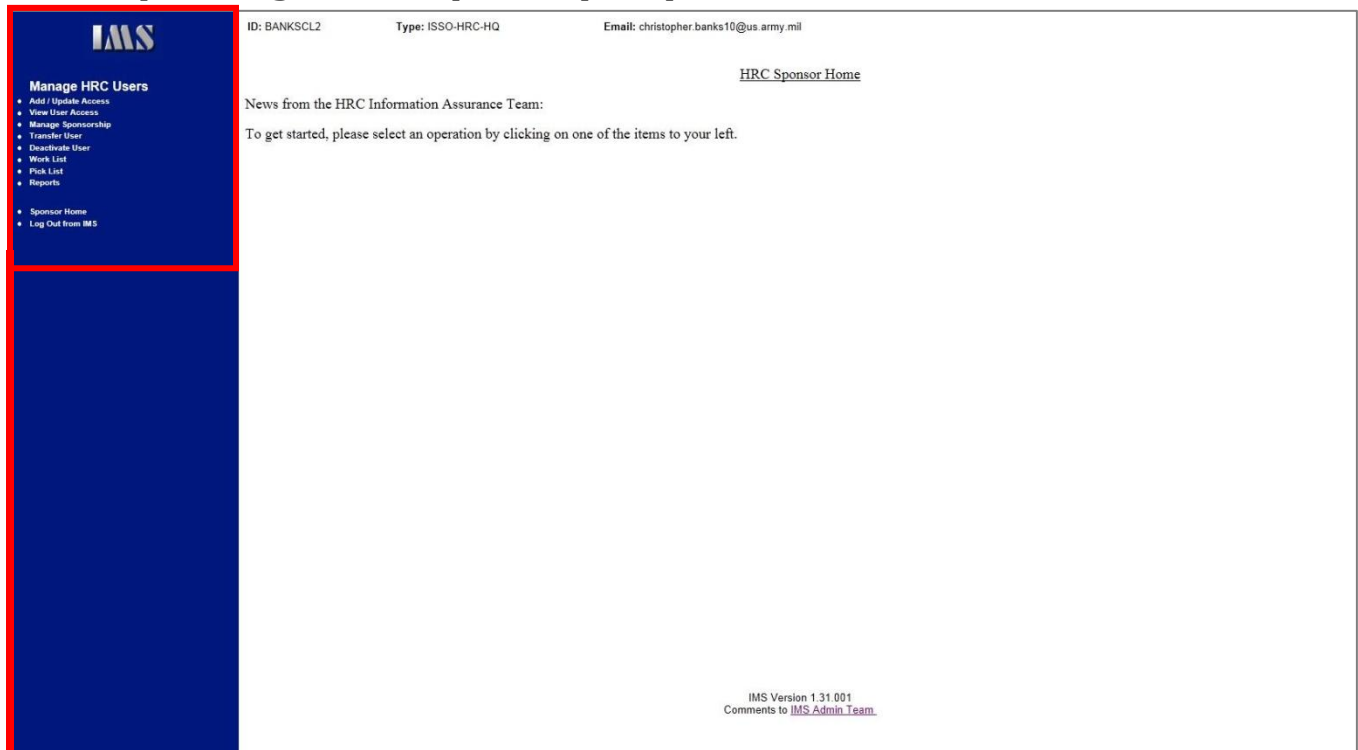 IMS
Manage HRC Users
Add / Update Access
View User Access
Manage Sponsorship
Transfer User
Deactivate User
Work List
Pick List
Reports
Sponsor Home
Log Out from IMS
ID: BANKSCL2 Type: ISSO-HRC-HQ Email: christopher.banks10@us.army.mil
HRC Sponsor Home
News from the HRC Information Assurance Team:
To get started, please select an operation by clicking on one of the items to your left.
IMS Version 1.31.001
Comments to IMS Admin Team